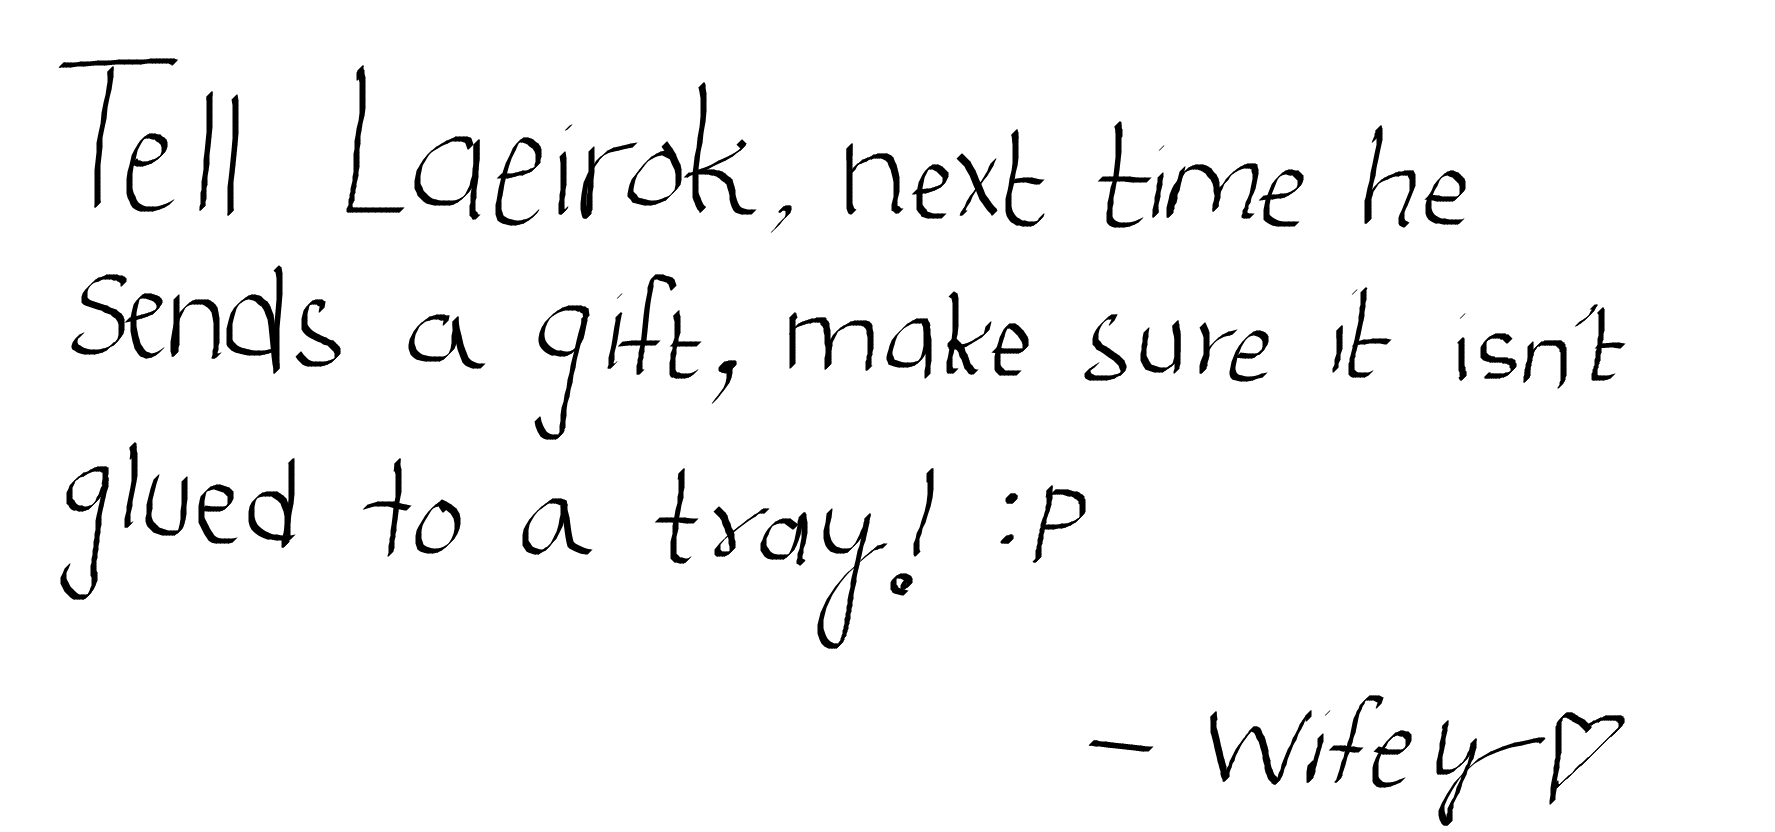 Tell Laeirok, next time he
sends a gift, make sure it isn't
glued to a tray! :P
- Wifey ♡